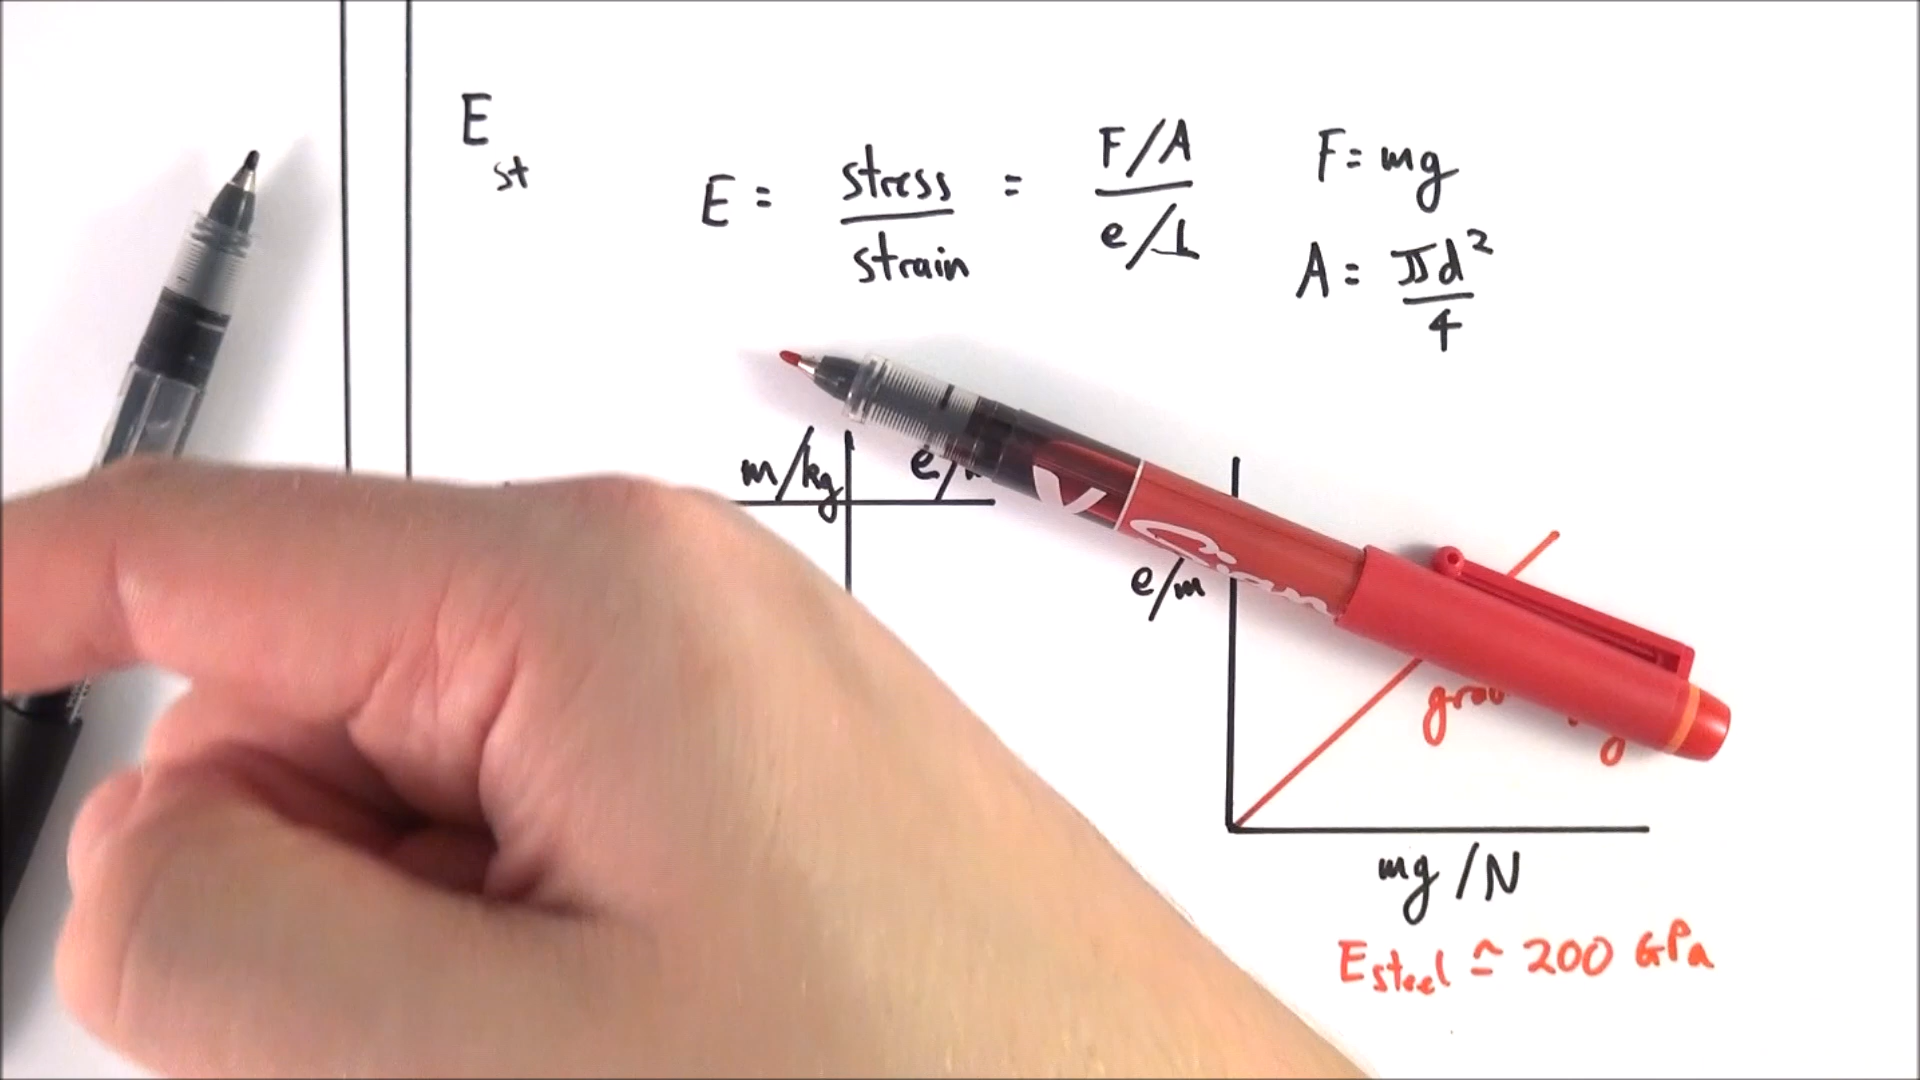 E
st
E = stress / strain = F/A / e/L
F = mg
A = πd² / 4
m/kg
e/m
V
mg/N
E steel ≃ 200 GPa